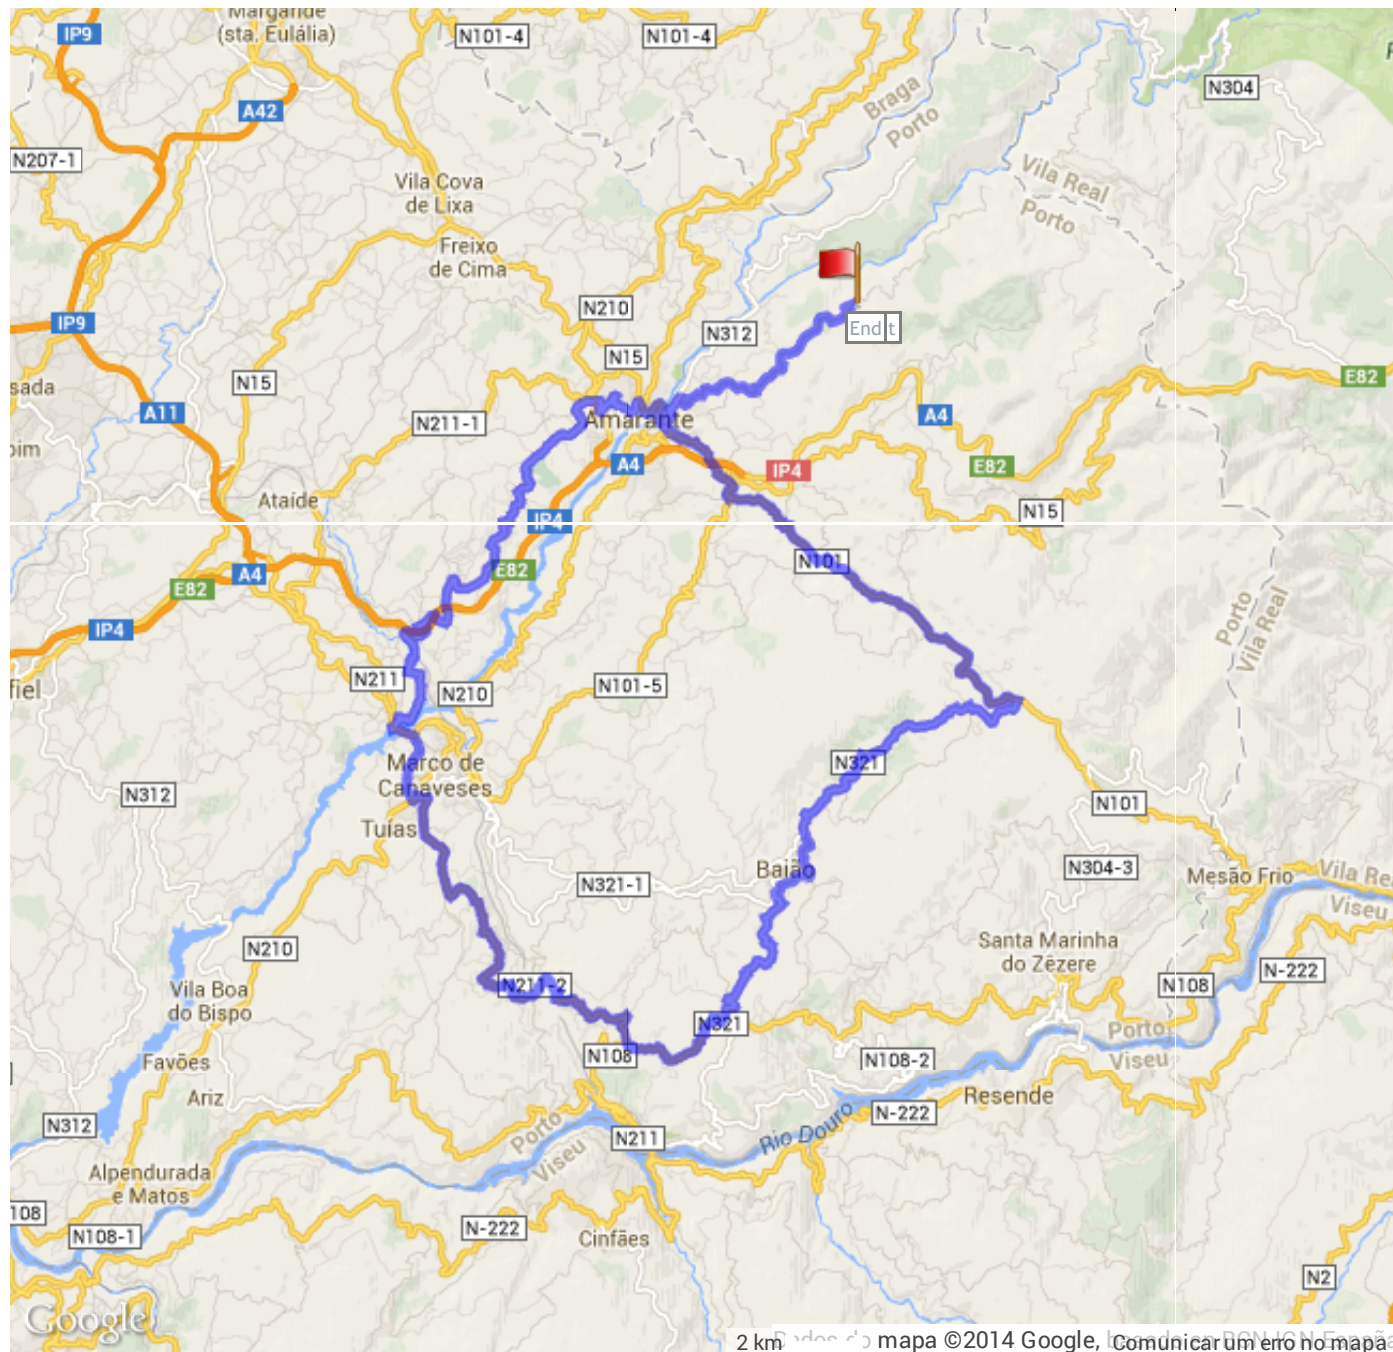 Margaride
(sta. Eulália)
IP9
N101-4
N101-4
N304
A42
Braga
Porto
N207-1
Vila Cova
de Lixa
Vila Real
Porto
Freixo
de Cima
N210
IP9
N312
End
t
N15
N15
E82
A11
N211-1
Amarante
A4
A4
IP4
E82
Ataíde
N15
IP4
N101
E82
A4
E82
IP4
Porto
Vila Real
N211
N210
N101-5
fiel
Marco de
Canaveses
N321
N312
N101
Tuías
Baião
N304-3
Mesão Frio
N321-1
Viseu
N210
Santa Marinha
do Zêzere
N-222
N211-2
N108
Vila Boa
do Bispo
N321
Porto
Viseu
N108
N108-2
Favões
Ariz
Resende
N-222
N312
Porto
Viseu
N211
Rio Douro
Alpendurada
e Matos
108
N108-1
N-222
Cinfães
N2
Google
2 km
mapa ©2014 Google,
Comunicar um erro no mapa